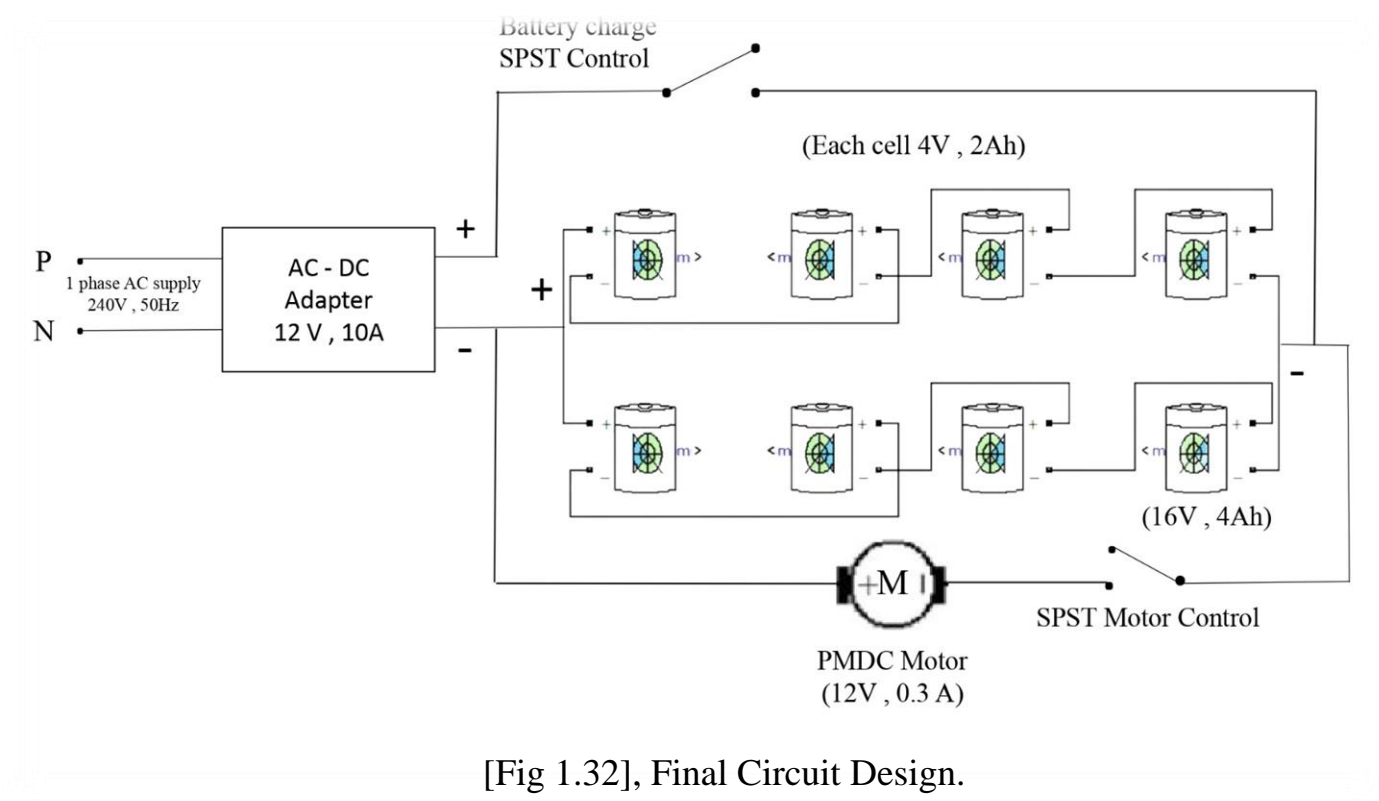 Battery charge
SPST Control
(Each cell 4V , 2Ah)
+
P
1 phase AC supply
240V , 50Hz
N
AC - DC
Adapter
12 V , 10A
-
+
+
m >
< m
+
< m
+
< m
+
-
-
-
-
-
+
m >
< m
+
< m
+
< m
+
-
-
-
-
(16V , 4Ah)
+M
SPST Motor Control
PMDC Motor
(12V , 0.3 A)
[Fig 1.32], Final Circuit Design.